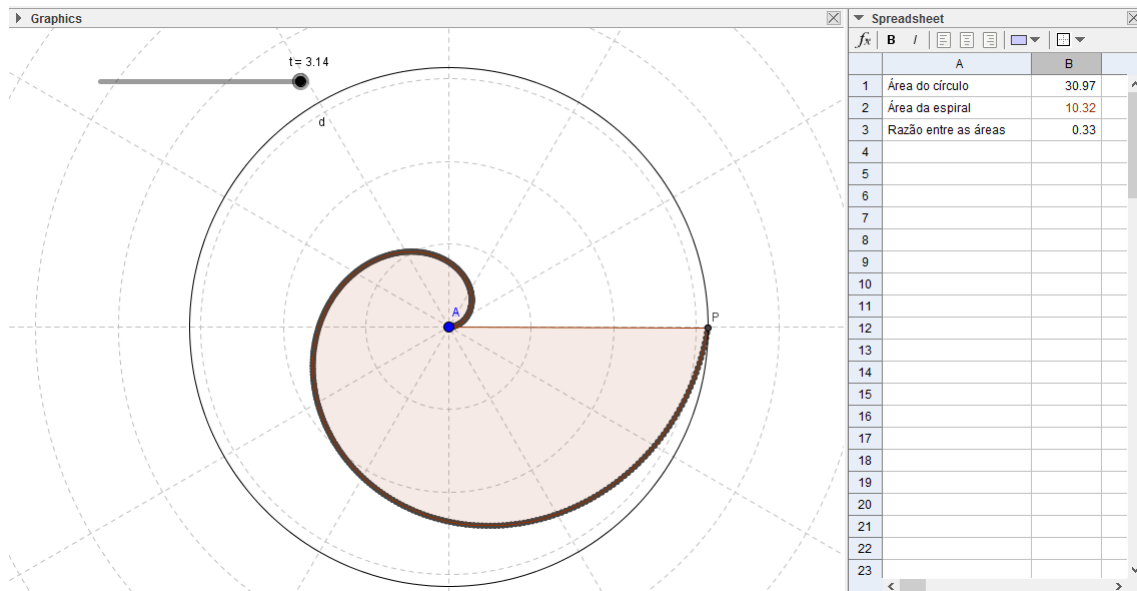 Graphics
t = 3.14
d
A
P
Spreadsheet
fx B I
A B
1 Área do círculo 30.97
2 Área da espiral 10.32
3 Razão entre as áreas 0.33
4
5
6
7
8
9
10
11
12
13
14
15
16
17
18
19
20
21
22
23